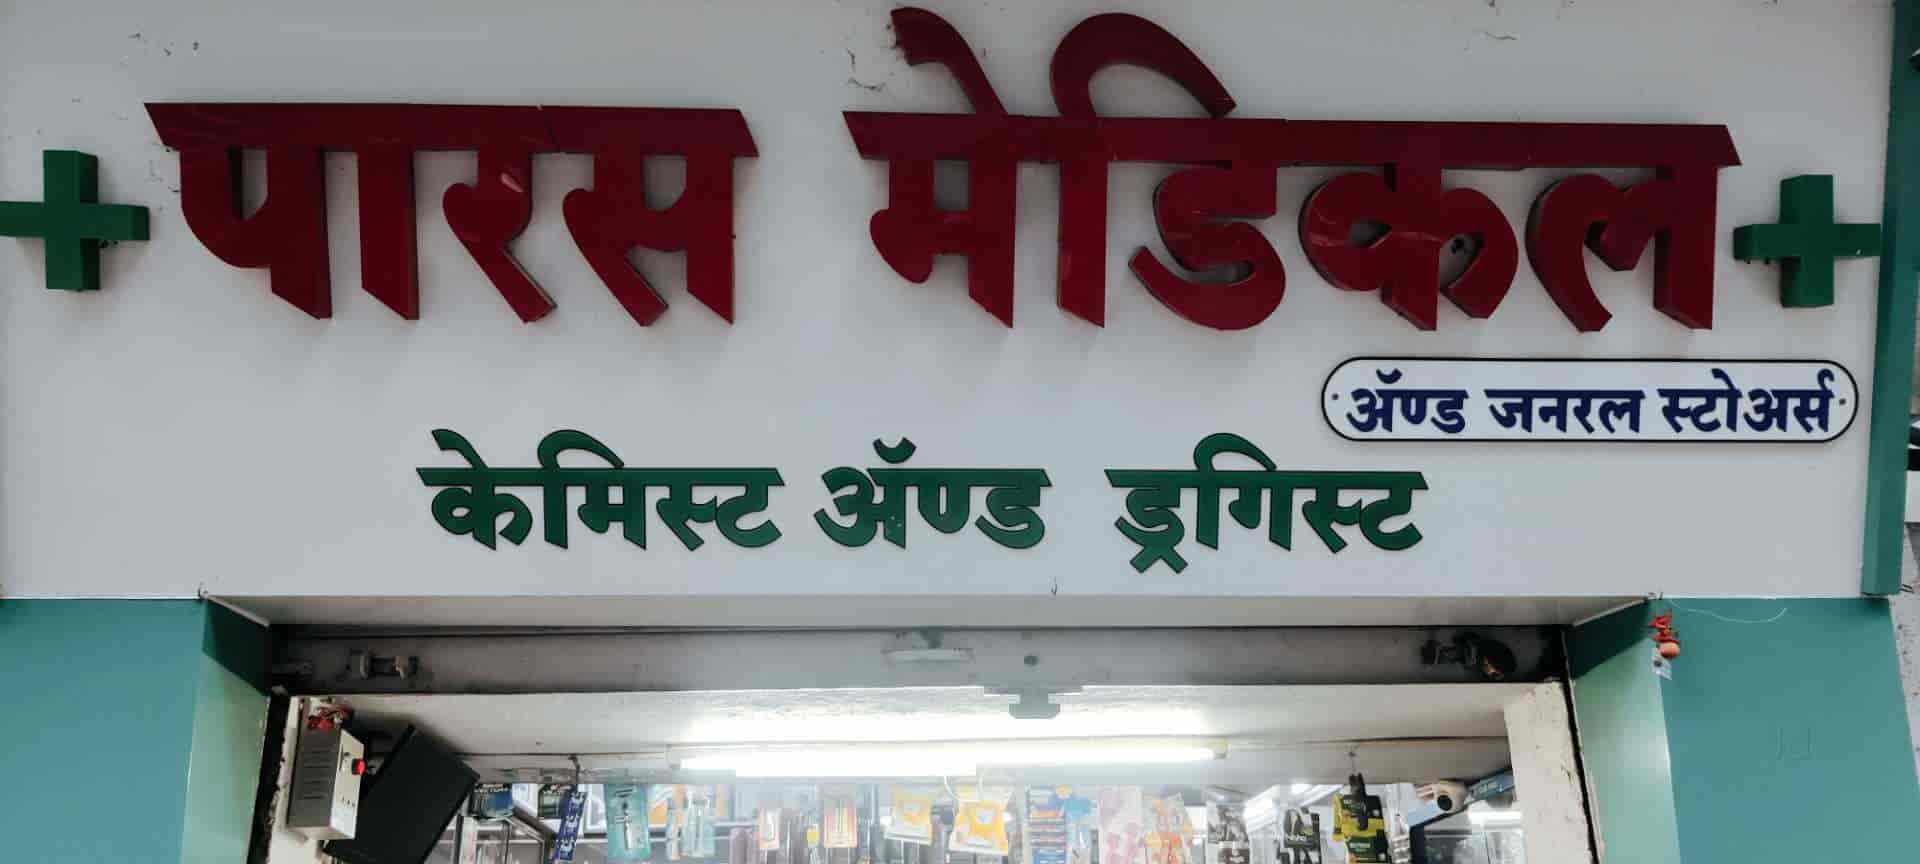 पारस मेडिकल
ॲण्ड जनरल स्टोअर्स
केमिस्ट ॲण्ड ड्रगिस्ट